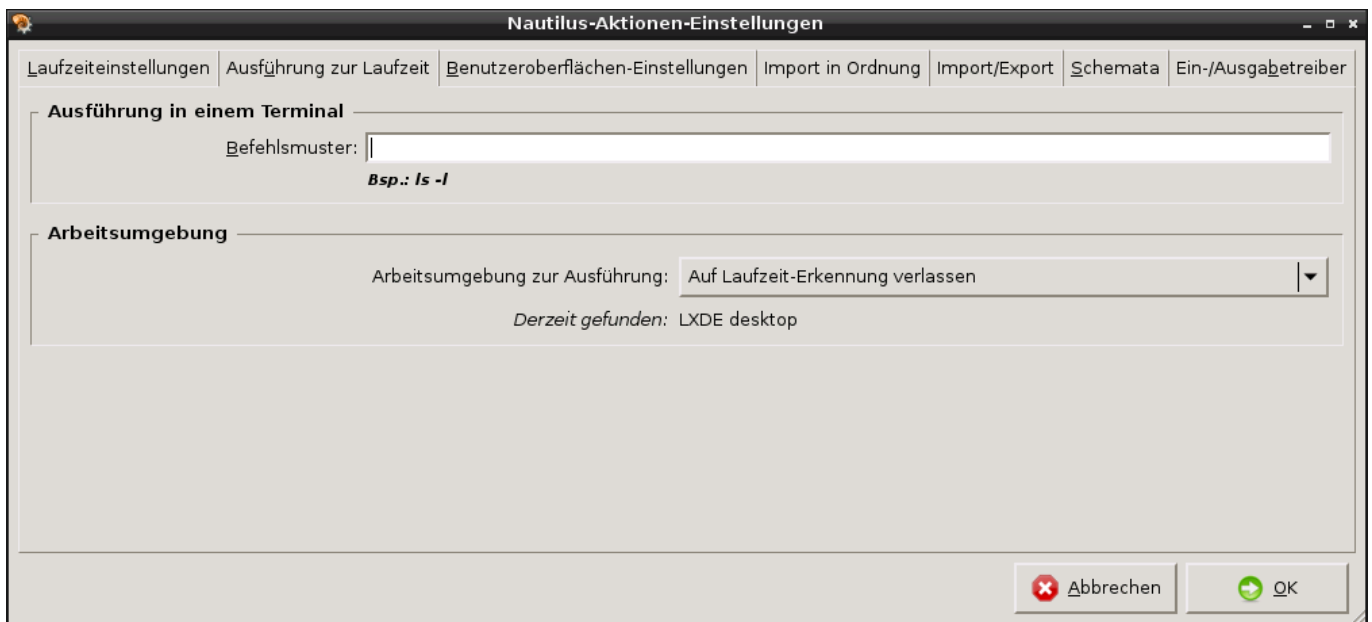 Nautilus-Aktionen-Einstellungen
Laufzeiteinstellungen Ausführung zur Laufzeit Benutzeroberflächen-Einstellungen Import in Ordnung Import/Export Schemata Ein-/Ausgabetreiber
Ausführung in einem Terminal
Befehlsmuster:
Bsp.: ls -l
Arbeitsumgebung
Arbeitsumgebung zur Ausführung: Auf Laufzeit-Erkennung verlassen
Derzeit gefunden: LXDE desktop
Abbrechen OK